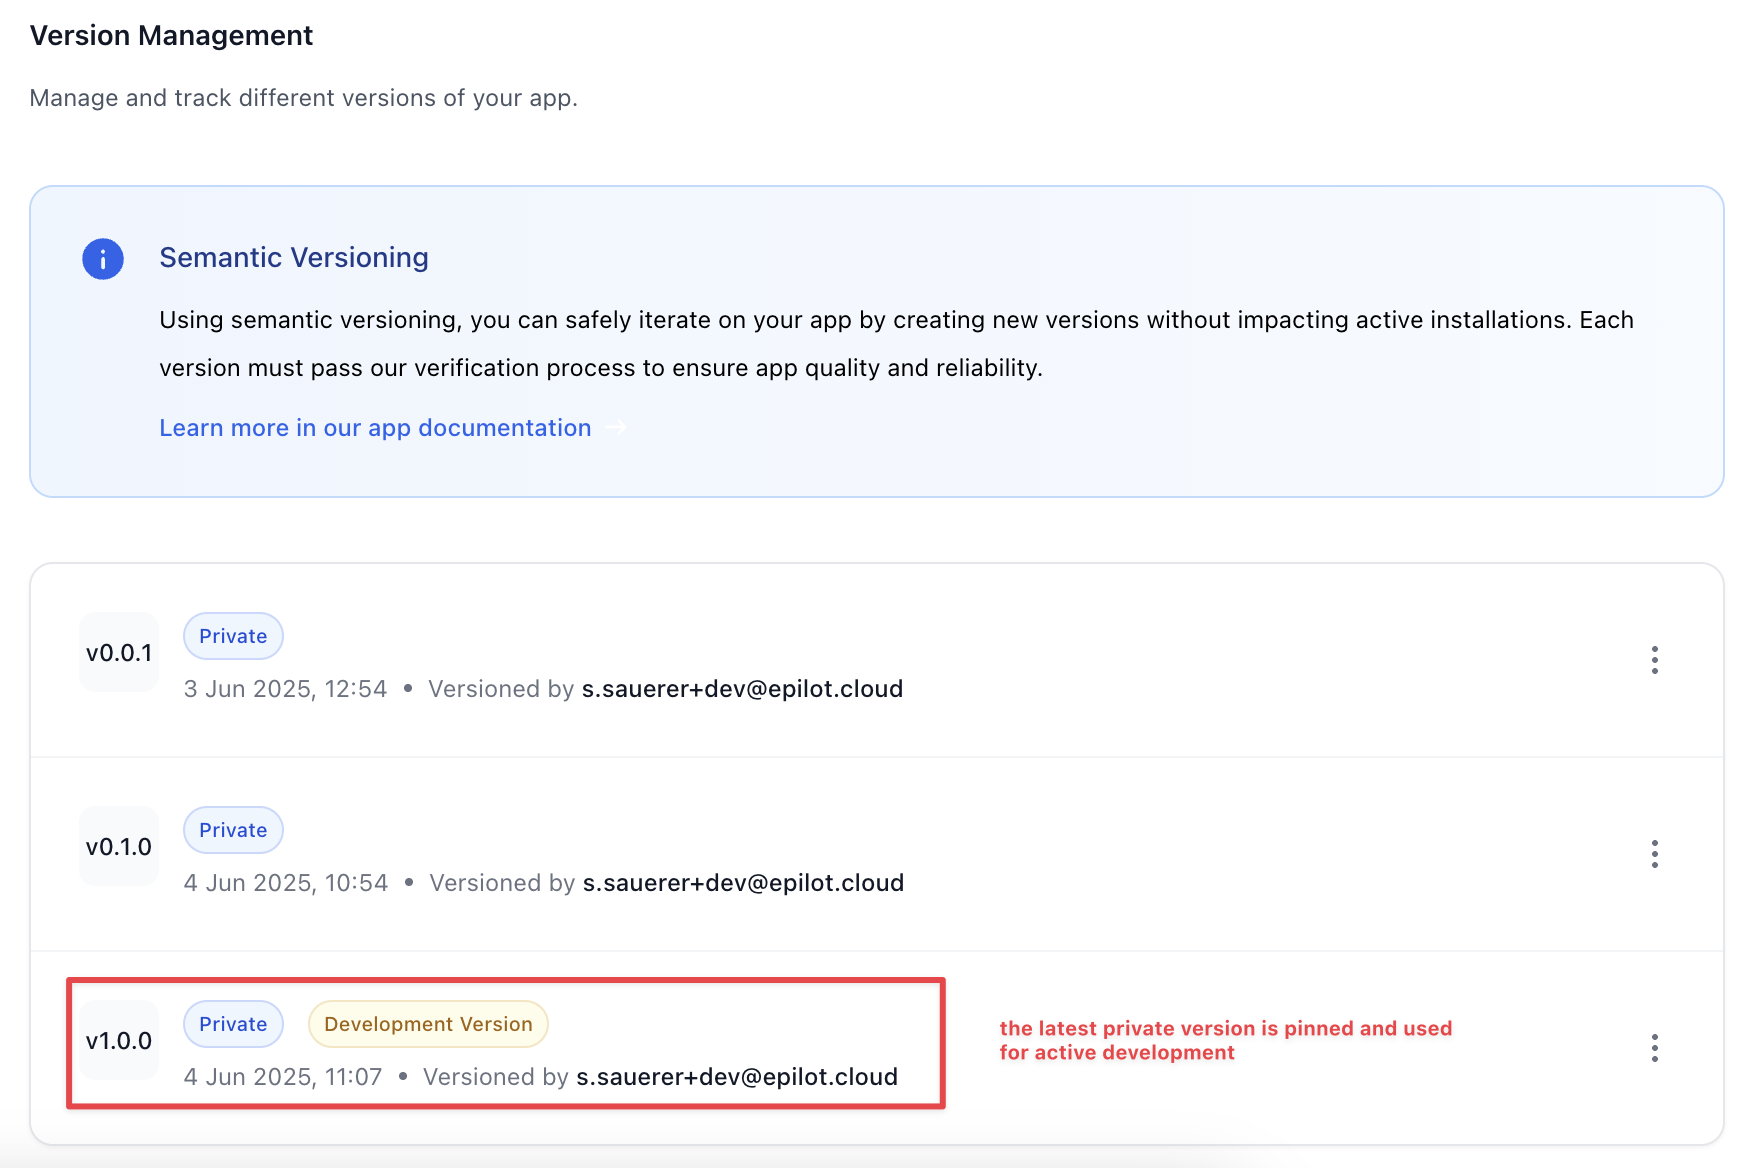 Version Management
Manage and track different versions of your app.
Semantic Versioning
Using semantic versioning, you can safely iterate on your app by creating new versions without impacting active installations. Each
version must pass our verification process to ensure app quality and reliability.
Learn more in our app documentation →
v0.0.1
Private
3 Jun 2025, 12:54 • Versioned by s.sauerer+dev@epilot.cloud
v0.1.0
Private
4 Jun 2025, 10:54 • Versioned by s.sauerer+dev@epilot.cloud
v1.0.0
Private
Development Version
4 Jun 2025, 11:07 • Versioned by s.sauerer+dev@epilot.cloud
the latest private version is pinned and used
for active development